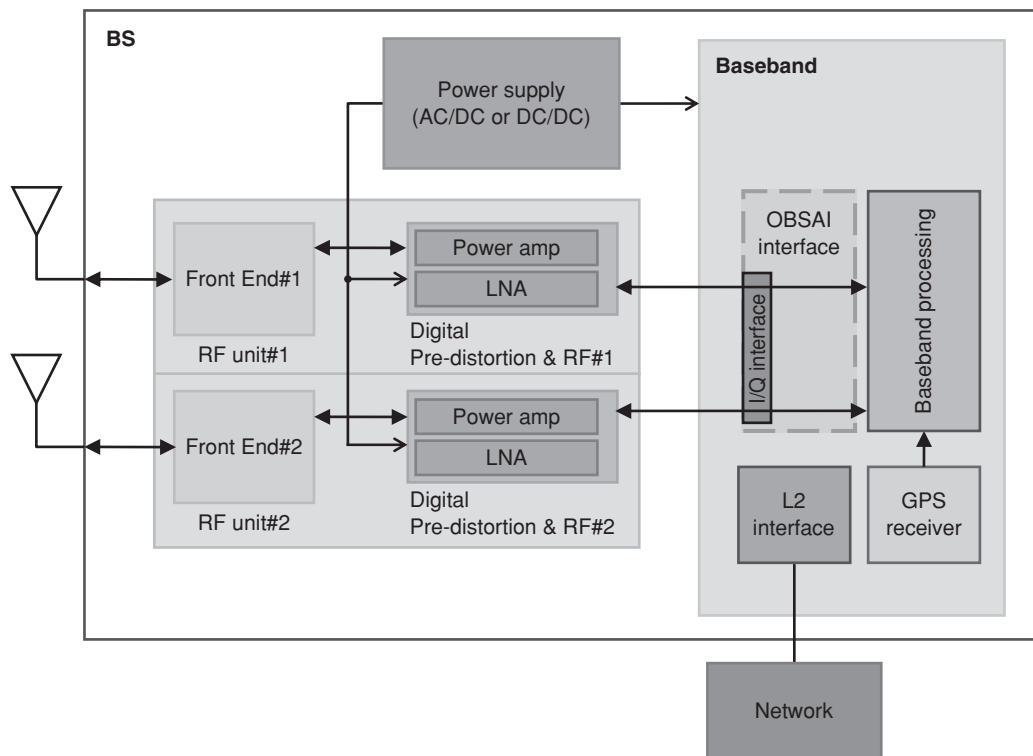 BS
Power supply
(AC/DC or DC/DC)
Baseband
OBSAI
interface
I/Q interface
Baseband processing
Front End#1
Power amp
LNA
RF unit#1
Digital
Pre-distortion & RF#1
Front End#2
Power amp
LNA
RF unit#2
Digital
Pre-distortion & RF#2
L2
interface
GPS
receiver
Network